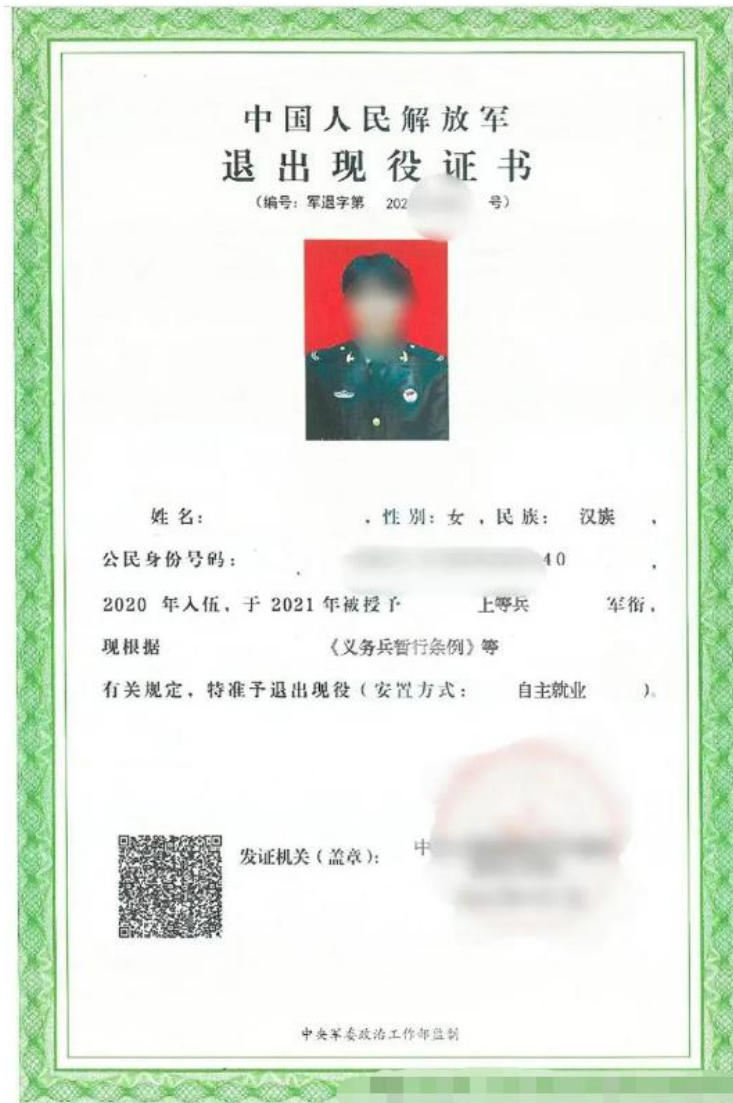 中国人民解放军
退出现役证书
（编号：军退字第 202 号）
姓名： ，性别：女，民族： 汉族 ，
公民身份号码： 40 ，
2020 年入伍，于 2021 年被授予 上等兵 军衔，
现根据 《义务兵暂行条例》等
有关规定，特准予退出现役（安置方式： 自主就业 ）。
发证机关（盖章）： 中
中央军委政治工作部监制